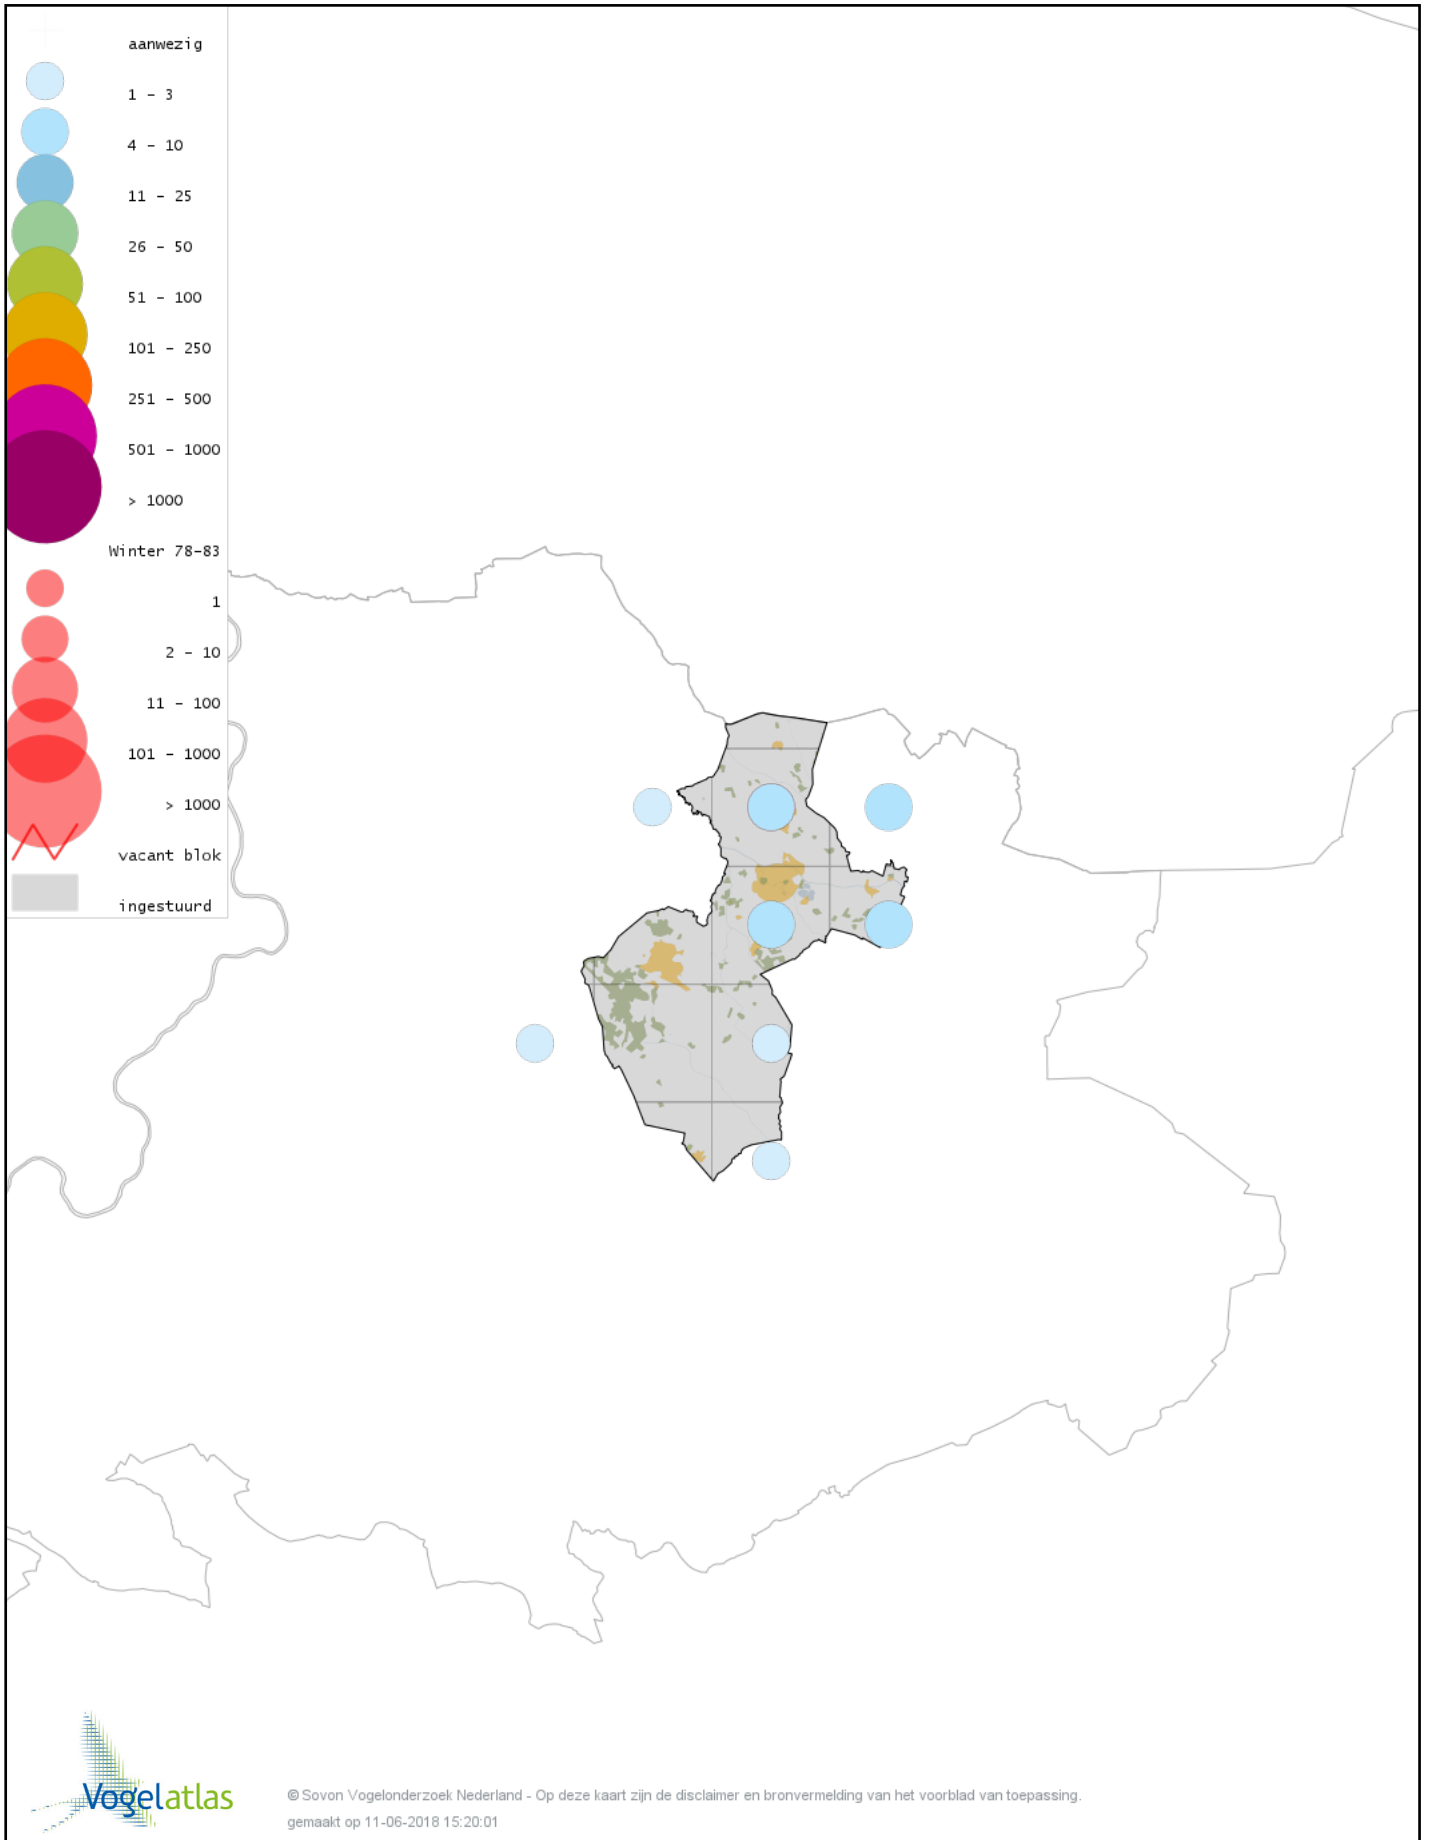 aanwezig
1 - 3
4 - 10
11 - 25
26 - 50
51 - 100
101 - 250
251 - 500
501 - 1000
> 1000
Winter 78-83
1
2 - 10
11 - 100
101 - 1000
> 1000
vacant blok
ingestuurd
Vogelatlas
© Sovon Vogelonderzoek Nederland - Op deze kaart zijn de disclaimer en bronvermelding van het voorblad van toepassing.
gemaakt op 11-06-2018 15:20:01